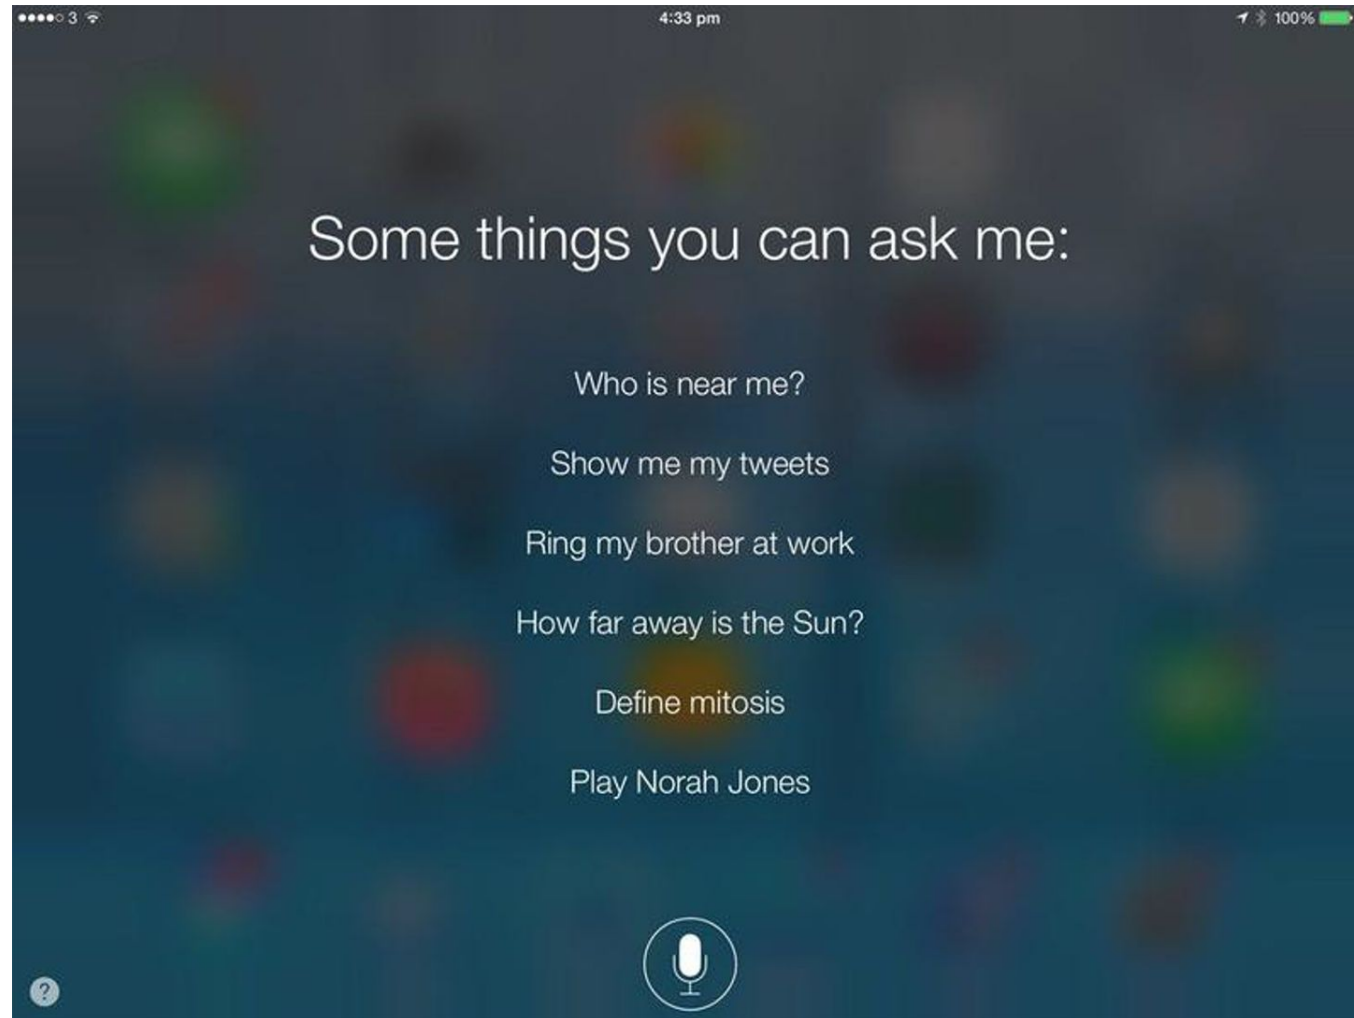 3 4:33 pm 100%
Some things you can ask me:
Who is near me?
Show me my tweets
Ring my brother at work
How far away is the Sun?
Define mitosis
Play Norah Jones
?